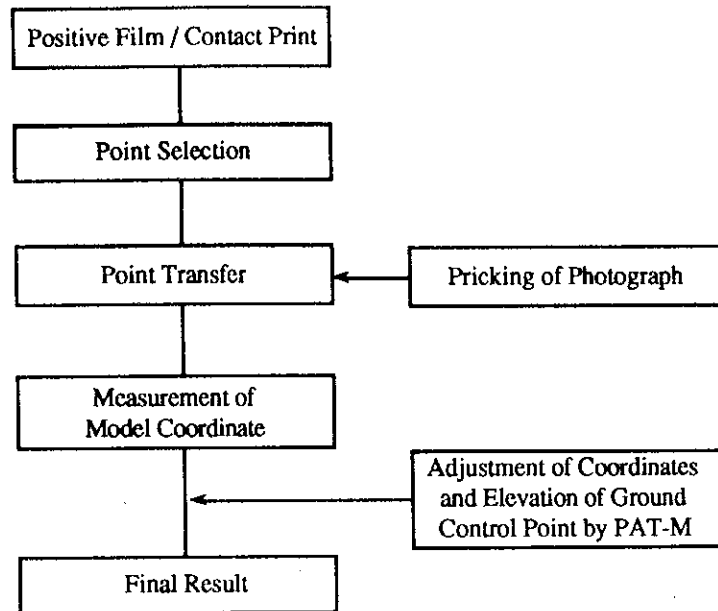 Positive Film / Contact Print
Point Selection
Point Transfer
Pricking of Photograph
Measurement of
Model Coordinate
Adjustment of Coordinates
and Elevation of Ground
Control Point by PAT-M
Final Result